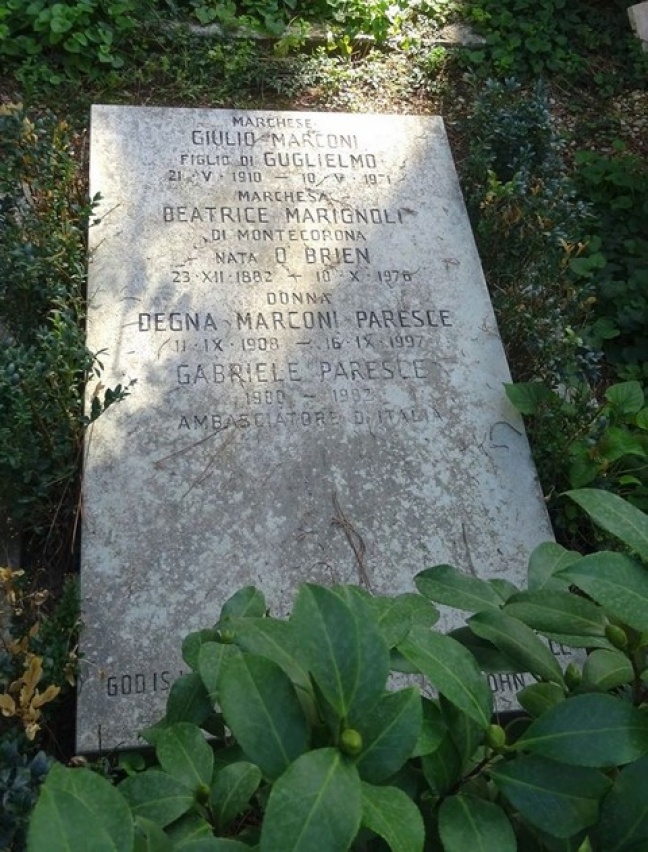 MARCHESE
GIULIO MARCONI
FIGLIO DI GUGLIELMO
21·V·1910 – 10·V·1971
MARCHESA
BEATRICE MARIGNOLI
DI MONTECORONA
NATA O'BRIEN
23·XII·1882 – 10·X·1976
DONNA
DEGNA MARCONI PARESCE
11·IX·1908 – 16·IX·1997
GABRIELE PARESCE
1900 – 1982
AMBASCIATORE D'ITALIA
GOD IS